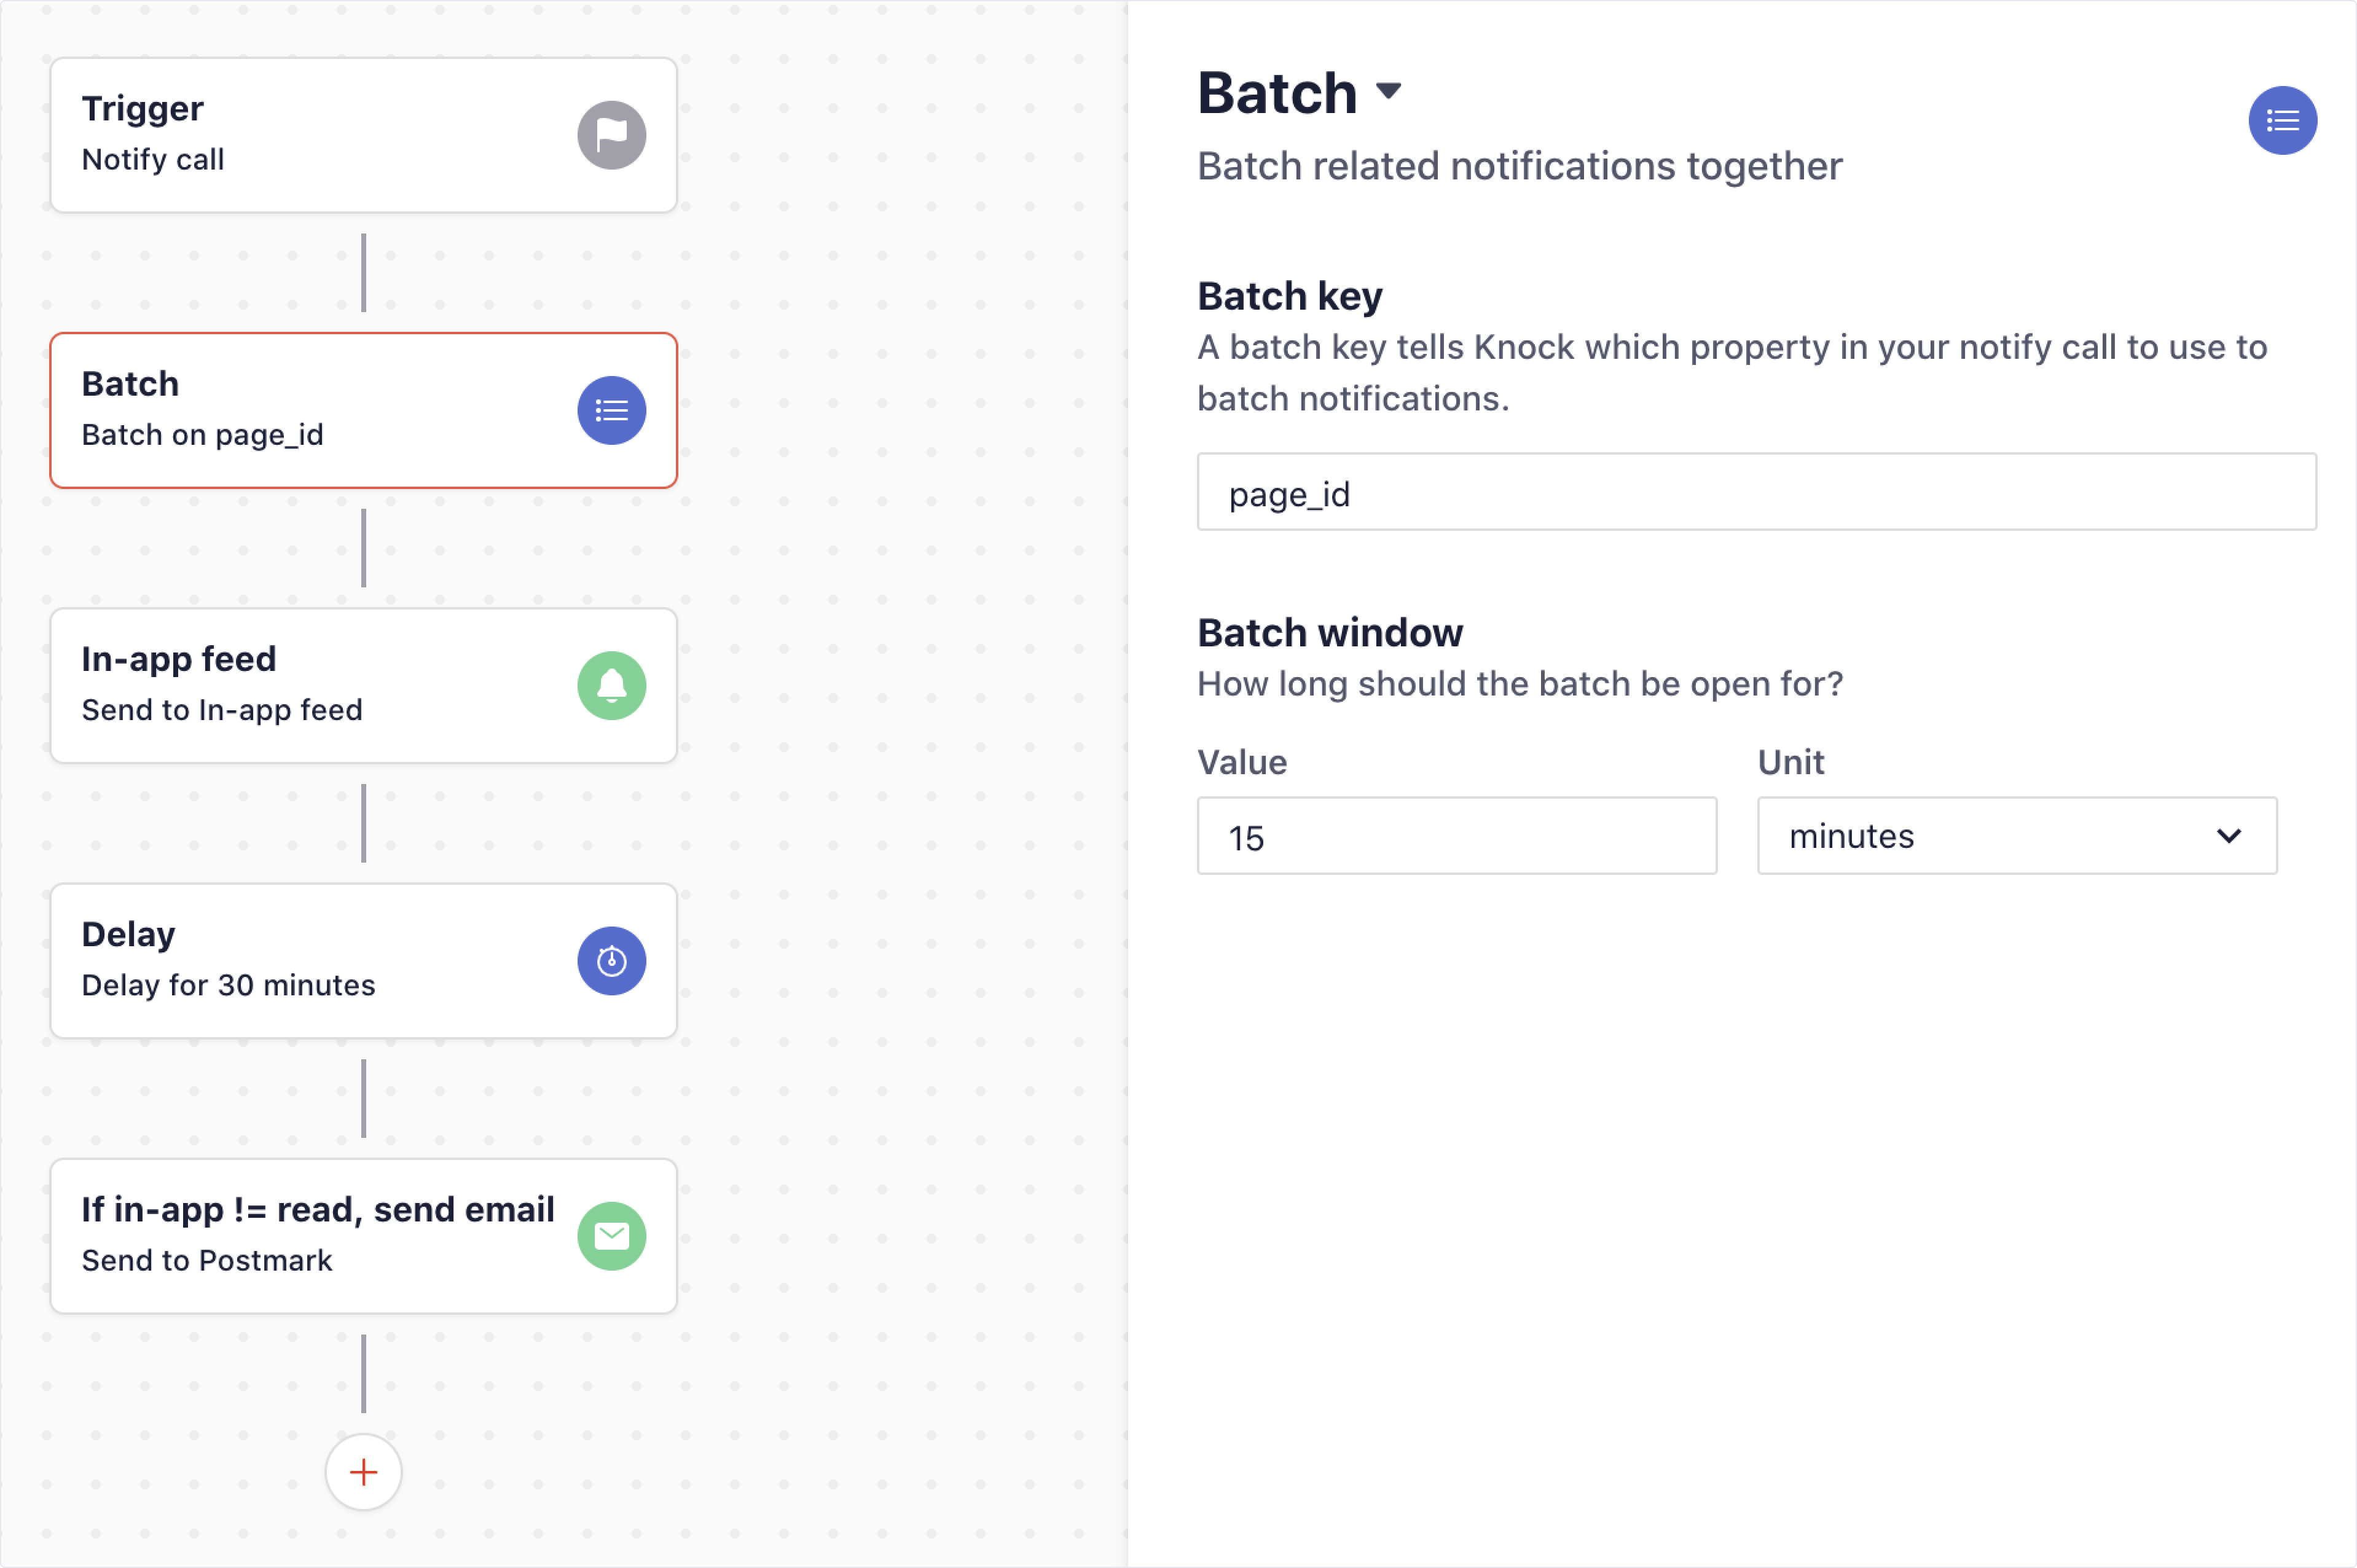 Trigger
Notify call
Batch
Batch on page_id
In-app feed
Send to In-app feed
Delay
Delay for 30 minutes
If in-app != read, send email
Send to Postmark
Batch
Batch related notifications together
Batch key
A batch key tells Knock which property in your notify call to use to
batch notifications.
page_id
Batch window
How long should the batch be open for?
Value
Unit
15
minutes